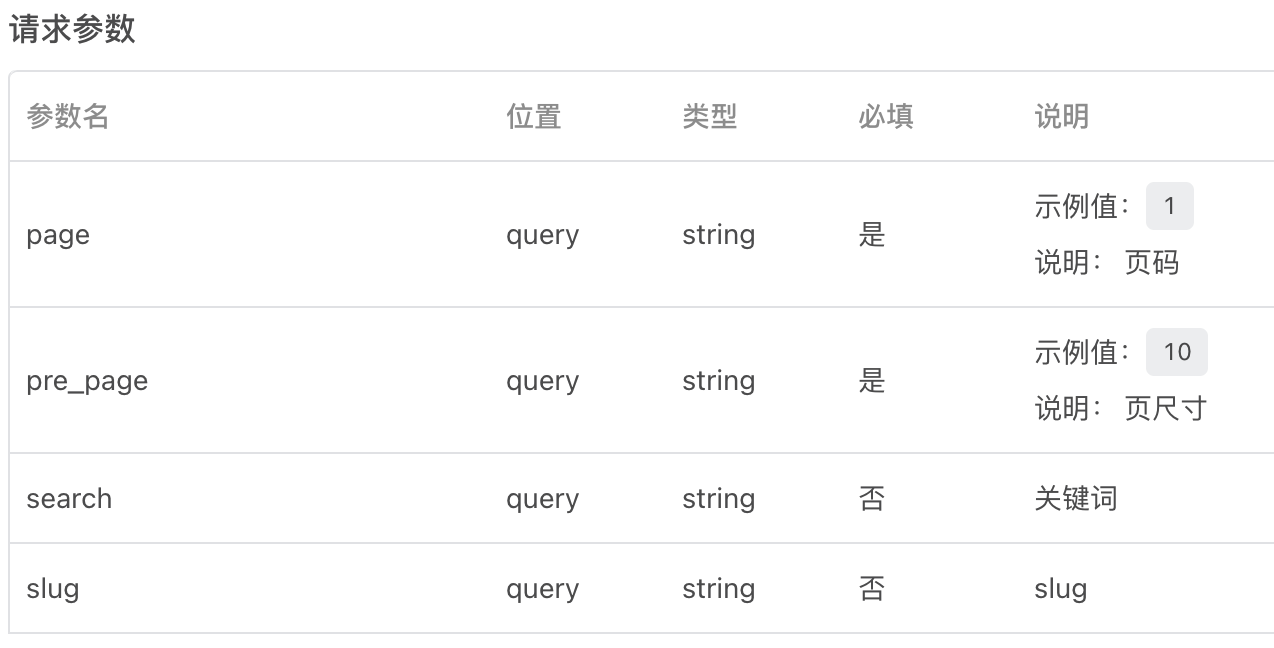 请求参数
参数名 位置 类型 必填 说明
page query string 是 示例值： 1
说明： 页码
pre_page query string 是 示例值： 10
说明： 页尺寸
search query string 否 关键词
slug query string 否 slug